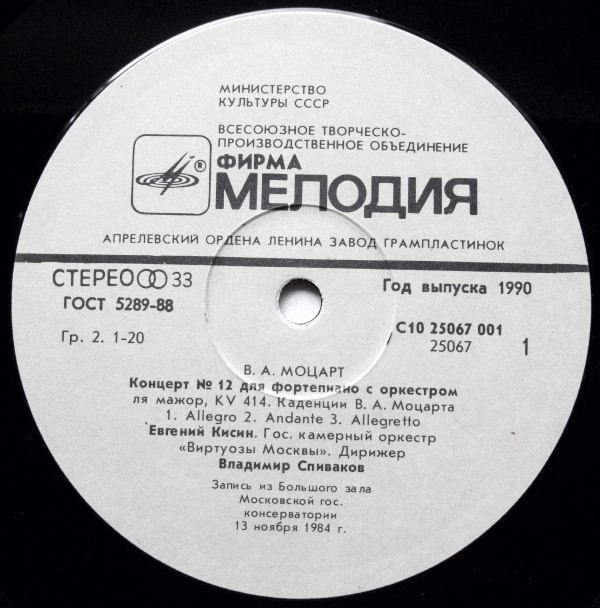 МИНИСТЕРСТВО
КУЛЬТУРЫ СССР
ВСЕСОЮЗНОЕ ТВОРЧЕСКО-
ПРОИЗВОДСТВЕННОЕ ОБЪЕДИНЕНИЕ
®
ФИРМА
МЕЛОДИЯ
АПРЕЛЕВСКИЙ ОРДЕНА ЛЕНИНА ЗАВОД ГРАМПЛАСТИНОК
СТЕРЕО 33
Год выпуска 1990
ГОСТ 5289-88
С10 25067 001
Гр. 2. 1-20
25067
1
В. А. МОЦАРТ
Концерт № 12 для фортепиано с оркестром
ля мажор, KV 414. Каденции В. А. Моцарта
1. Allegro 2. Andante 3. Allegretto
Евгений Кисин. Гос. камерный оркестр
«Виртуозы Москвы». Дирижер
Владимир Спиваков
Запись из Большого зала
Московской гос.
консерватории
13 ноября 1984 г.